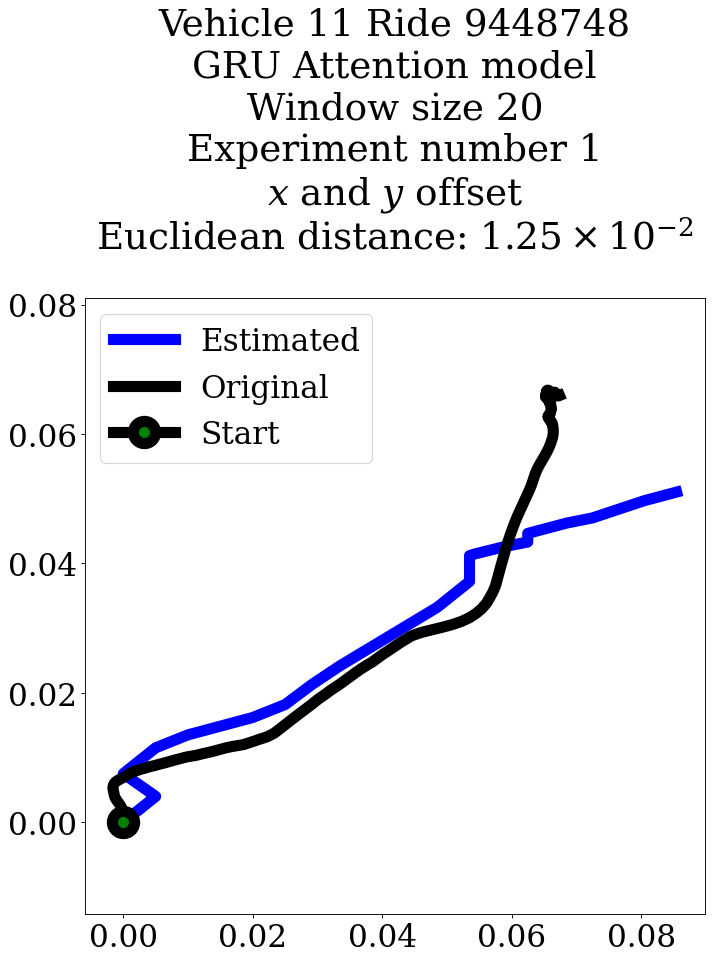 Vehicle 11 Ride 9448748
GRU Attention model
Window size 20
Experiment number 1
x and y offset
Euclidean distance: 1.25 × 10⁻²
Estimated
Original
Start
0.08
0.06
0.04
0.02
0.00
0.00 0.02 0.04 0.06 0.08